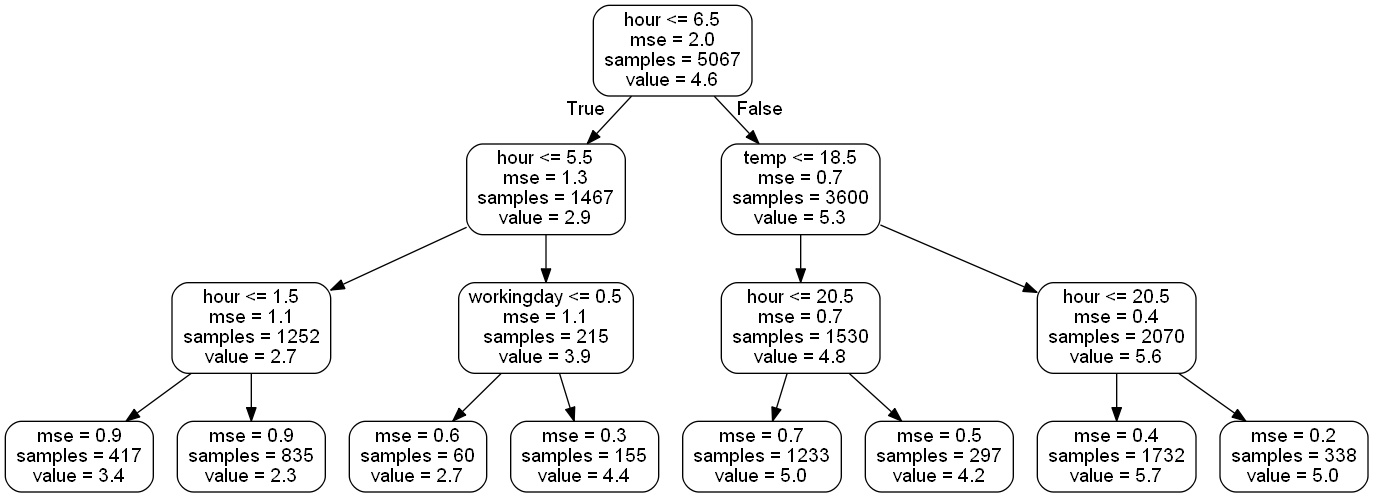 hour <= 6.5
mse = 2.0
samples = 5067
value = 4.6
True
False
hour <= 5.5
mse = 1.3
samples = 1467
value = 2.9
temp <= 18.5
mse = 0.7
samples = 3600
value = 5.3
hour <= 1.5
mse = 1.1
samples = 1252
value = 2.7
workingday <= 0.5
mse = 1.1
samples = 215
value = 3.9
hour <= 20.5
mse = 0.7
samples = 1530
value = 4.8
hour <= 20.5
mse = 0.4
samples = 2070
value = 5.6
mse = 0.9
samples = 417
value = 3.4
mse = 0.9
samples = 835
value = 2.3
mse = 0.6
samples = 60
value = 2.7
mse = 0.3
samples = 155
value = 4.4
mse = 0.7
samples = 1233
value = 5.0
mse = 0.5
samples = 297
value = 4.2
mse = 0.4
samples = 1732
value = 5.7
mse = 0.2
samples = 338
value = 5.0